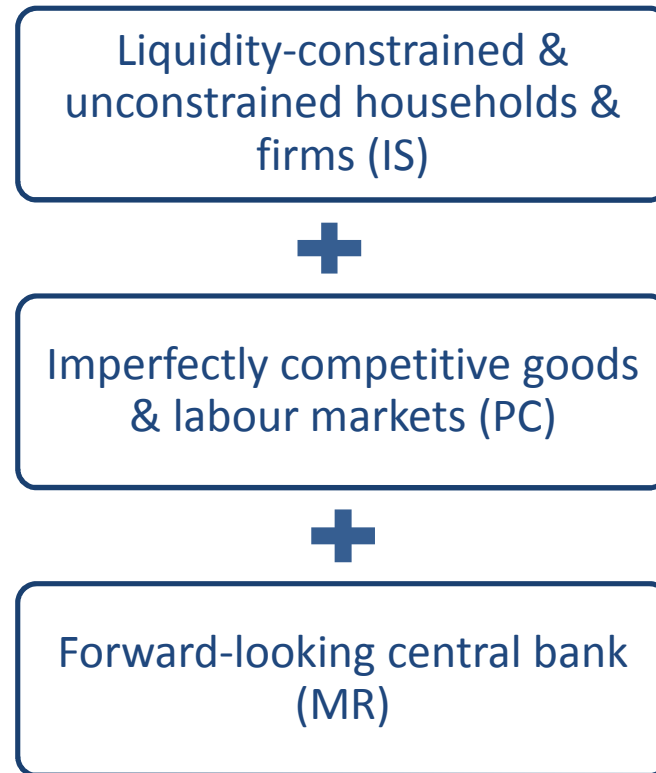 Liquidity-constrained &
unconstrained households &
firms (IS)
Imperfectly competitive goods
& labour markets (PC)
Forward-looking central bank
(MR)